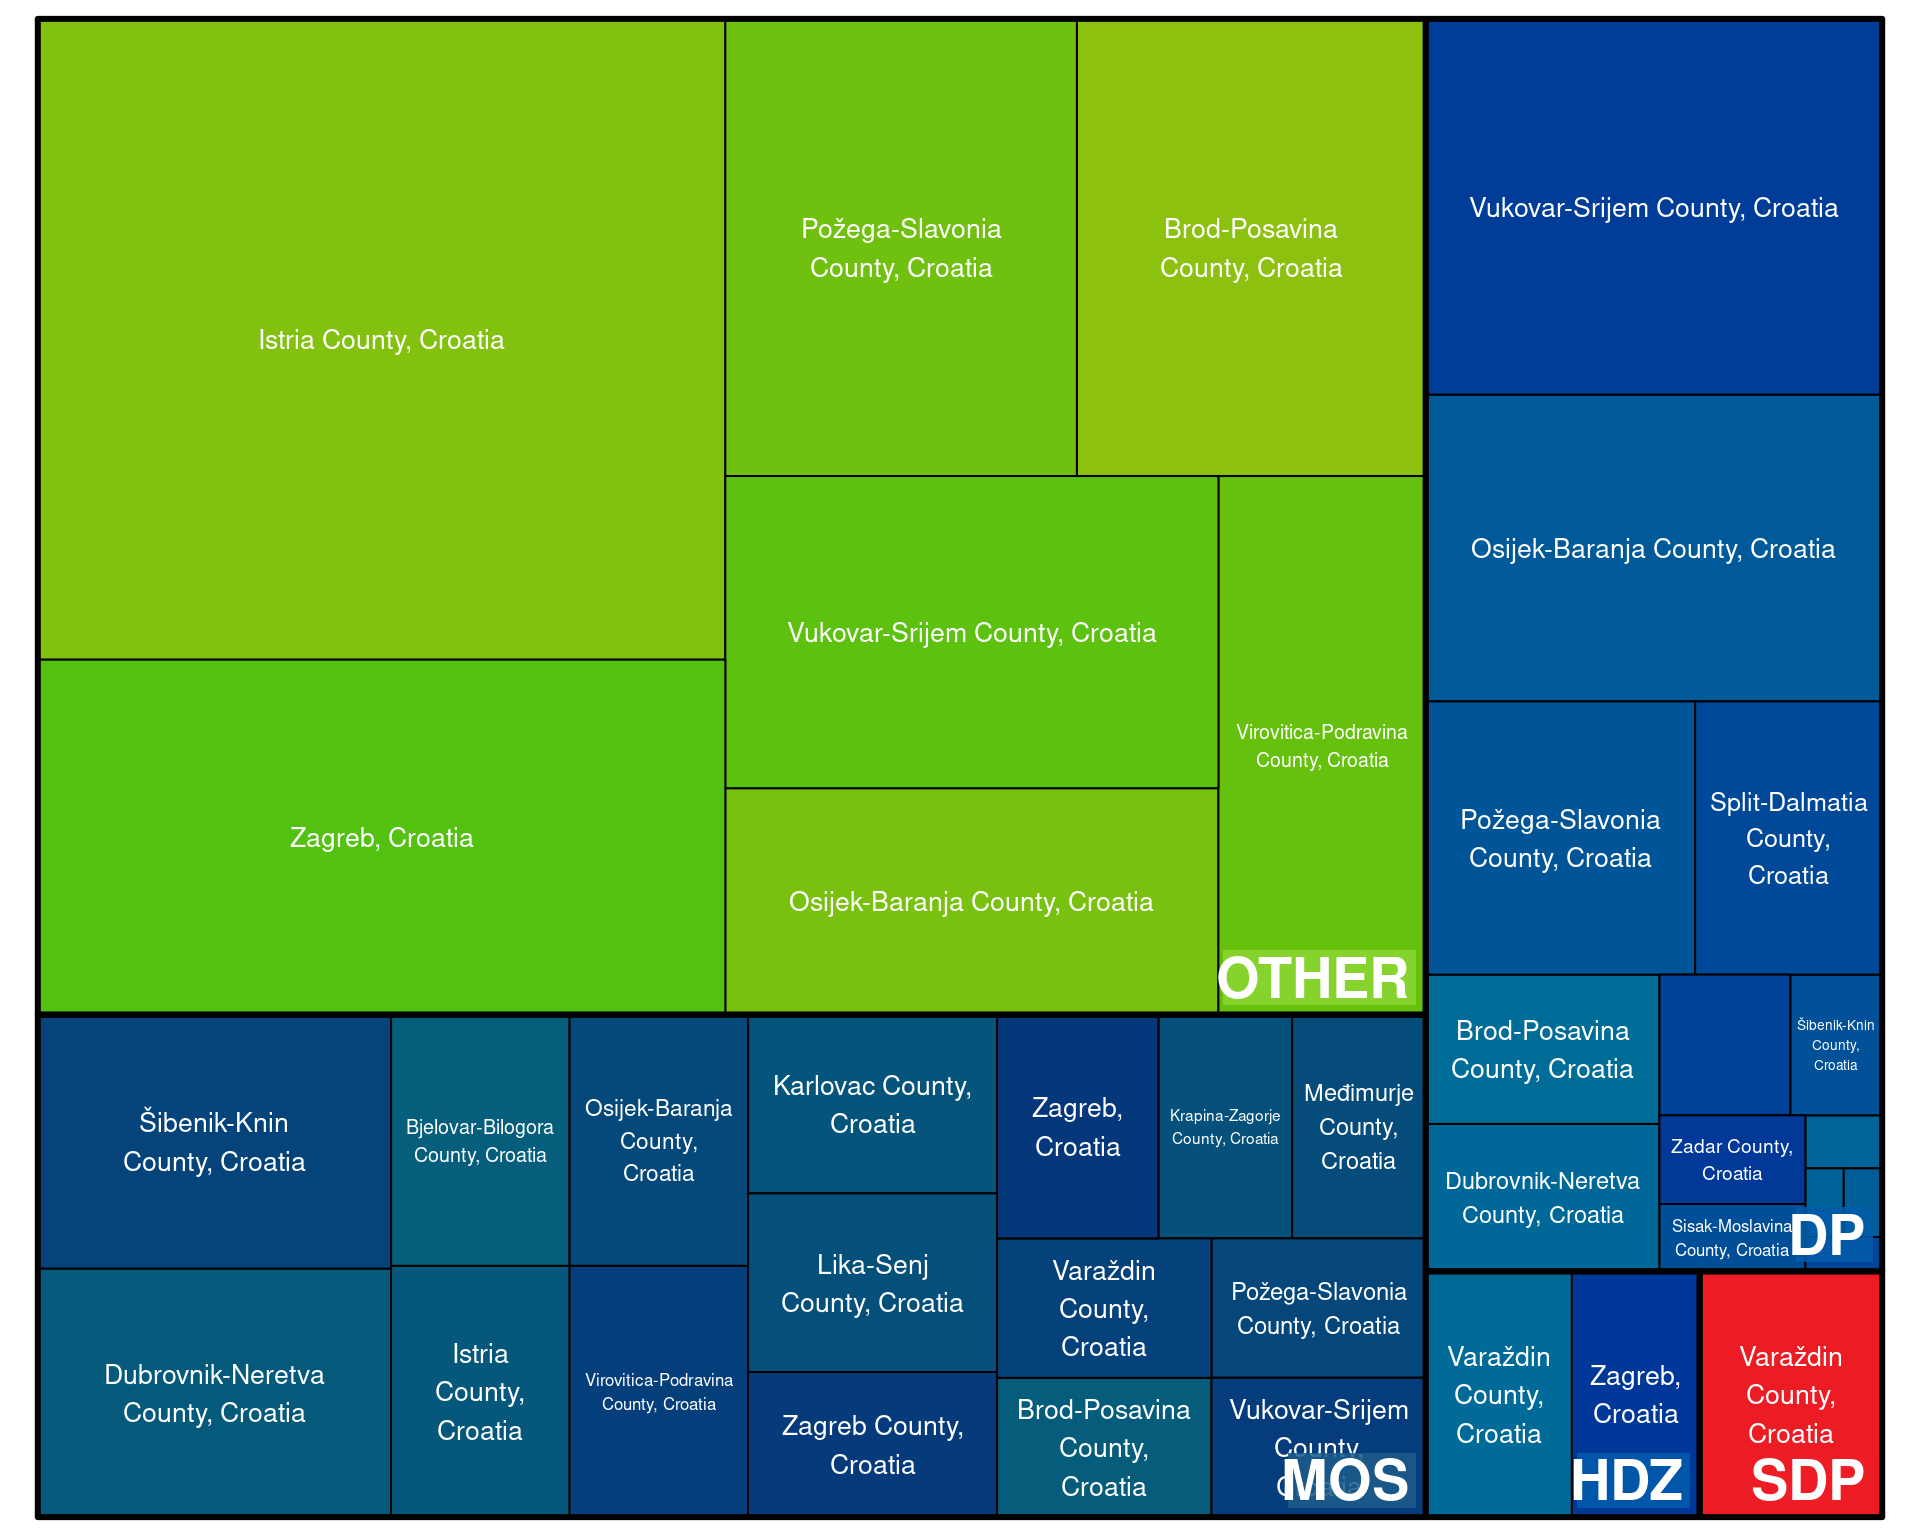 Istria County, Croatia
Požega-Slavonia
County, Croatia
Brod-Posavina
County, Croatia
Zagreb, Croatia
Vukovar-Srijem County, Croatia
Osijek-Baranja County, Croatia
Virovitica-Podravina
County, Croatia
OTHER
Vukovar-Srijem County, Croatia
Osijek-Baranja County, Croatia
Požega-Slavonia
County, Croatia
Split-Dalmatia
County,
Croatia
Brod-Posavina
County, Croatia
Šibenik-Knin
County,
Croatia
Dubrovnik-Neretva
County, Croatia
Zadar County,
Croatia
Sisak-Moslavina
County, Croatia
DP
Šibenik-Knin
County, Croatia
Dubrovnik-Neretva
County, Croatia
Bjelovar-Bilogora
County, Croatia
Istria
County,
Croatia
Osijek-Baranja
County,
Croatia
Virovitica-Podravina
County, Croatia
Karlovac County,
Croatia
Lika-Senj
County, Croatia
Zagreb County,
Croatia
Zagreb,
Croatia
Krapina-Zagorje
County, Croatia
Međimurje
County,
Croatia
Varaždin
County,
Croatia
Požega-Slavonia
County, Croatia
Brod-Posavina
County,
Croatia
Vukovar-Srijem
County,
MOS
Varaždin
County,
Croatia
Zagreb,
Croatia
HDZ
Varaždin
County,
Croatia
SDP